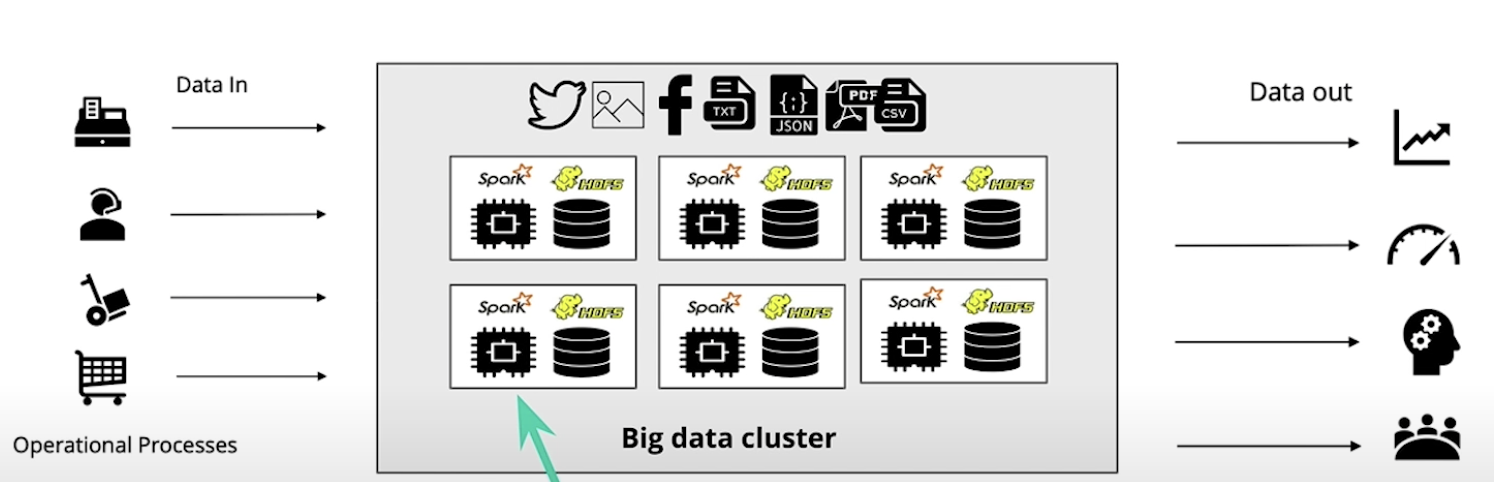 Data In
Data out
TXT
{;}
JSON
PDF
CSV
Spark HDFS
Spark HDFS
Spark HDFS
Spark HDFS
Spark HDFS
Spark HDFS
Big data cluster
Operational Processes